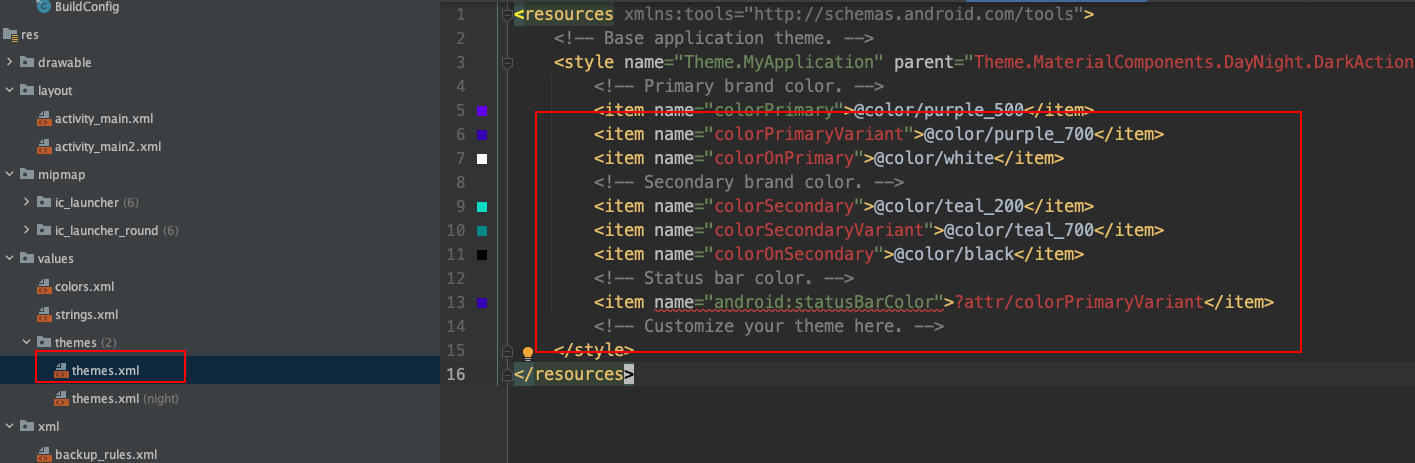 BuildConfig
res
drawable
layout
activity_main.xml
activity_main2.xml
mipmap
ic_launcher (6)
ic_launcher_round (6)
values
colors.xml
strings.xml
themes (2)
themes.xml
themes.xml (night)
xml
backup_rules.xml
1 <resources xmlns:tools="http://schemas.android.com/tools">
2 <!-- Base application theme. -->
3 <style name="Theme.MyApplication" parent="Theme.MaterialComponents.DayNight.DarkAction
4 <!-- Primary brand color. -->
5 <item name="colorPrimary">@color/purple_500</item>
6 <item name="colorPrimaryVariant">@color/purple_700</item>
7 <item name="colorOnPrimary">@color/white</item>
8 <!-- Secondary brand color. -->
9 <item name="colorSecondary">@color/teal_200</item>
10 <item name="colorSecondaryVariant">@color/teal_700</item>
11 <item name="colorOnSecondary">@color/black</item>
12 <!-- Status bar color. -->
13 <item name="android:statusBarColor">?attr/colorPrimaryVariant</item>
14 <!-- Customize your theme here. -->
15 </style>
16 </resources>